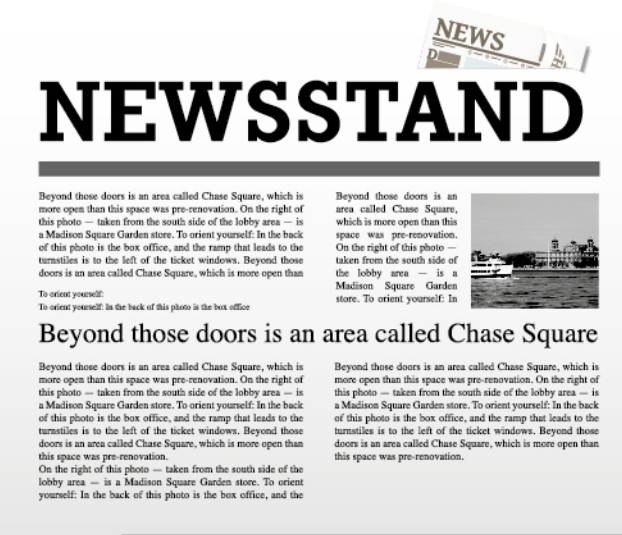 NEWS
D
NEWSSTAND
Beyond those doors is an area called Chase Square, which is
more open than this space was pre-renovation. On the right of
this photo — taken from the south side of the lobby area — is
a Madison Square Garden store. To orient yourself: In the back
of this photo is the box office, and the ramp that leads to the
turnstiles is to the left of the ticket windows. Beyond those
doors is an area called Chase Square, which is more open than
To orient yourself:
To orient yourself: In the back of this photo is the box office
Beyond those doors is an
area called Chase Square,
which is more open than this
space was pre-renovation.
On the right of this photo —
taken from the south side of
the lobby area — is a
Madison Square Garden
store. To orient yourself: In
Beyond those doors is an area called Chase Square
Beyond those doors is an area called Chase Square, which is
more open than this space was pre-renovation. On the right of
this photo — taken from the south side of the lobby area — is
a Madison Square Garden store. To orient yourself: In the back
of this photo is the box office, and the ramp that leads to the
turnstiles is to the left of the ticket windows. Beyond those
doors is an area called Chase Square, which is more open than
this space was pre-renovation.
On the right of this photo — taken from the south side of the
lobby area — is a Madison Square Garden store. To orient
yourself: In the back of this photo is the box office, and the
Beyond those doors is an area called Chase Square, which is
more open than this space was pre-renovation. On the right of
this photo — taken from the south side of the lobby area — is
a Madison Square Garden store. To orient yourself: In the back
of this photo is the box office, and the ramp that leads to the
turnstiles is to the left of the ticket windows. Beyond those
doors is an area called Chase Square, which is more open than
this space was pre-renovation.